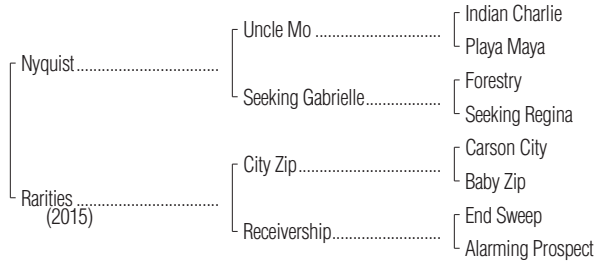 Indian Charlie
Uncle Mo ..............................
Playa Maya
Nyquist ..................................
Forestry
Seeking Gabrielle..................
Seeking Regina
Carson City
City Zip..................................
Baby Zip
Rarities ..................................
(2015)
End Sweep
Receivership..........................
Alarming Prospect